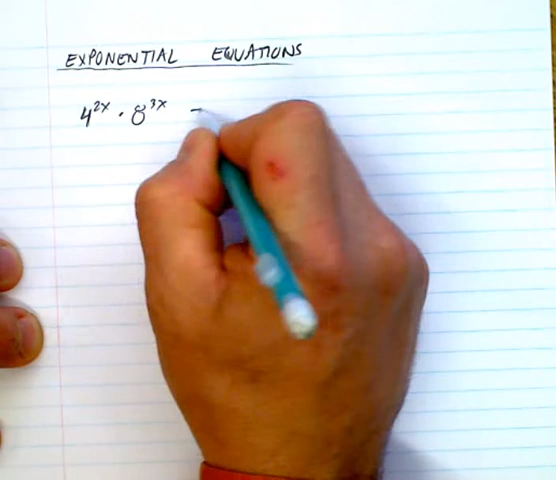 EXPONENTIAL EQUATIONS
4^{2x} · 8^{3x} -